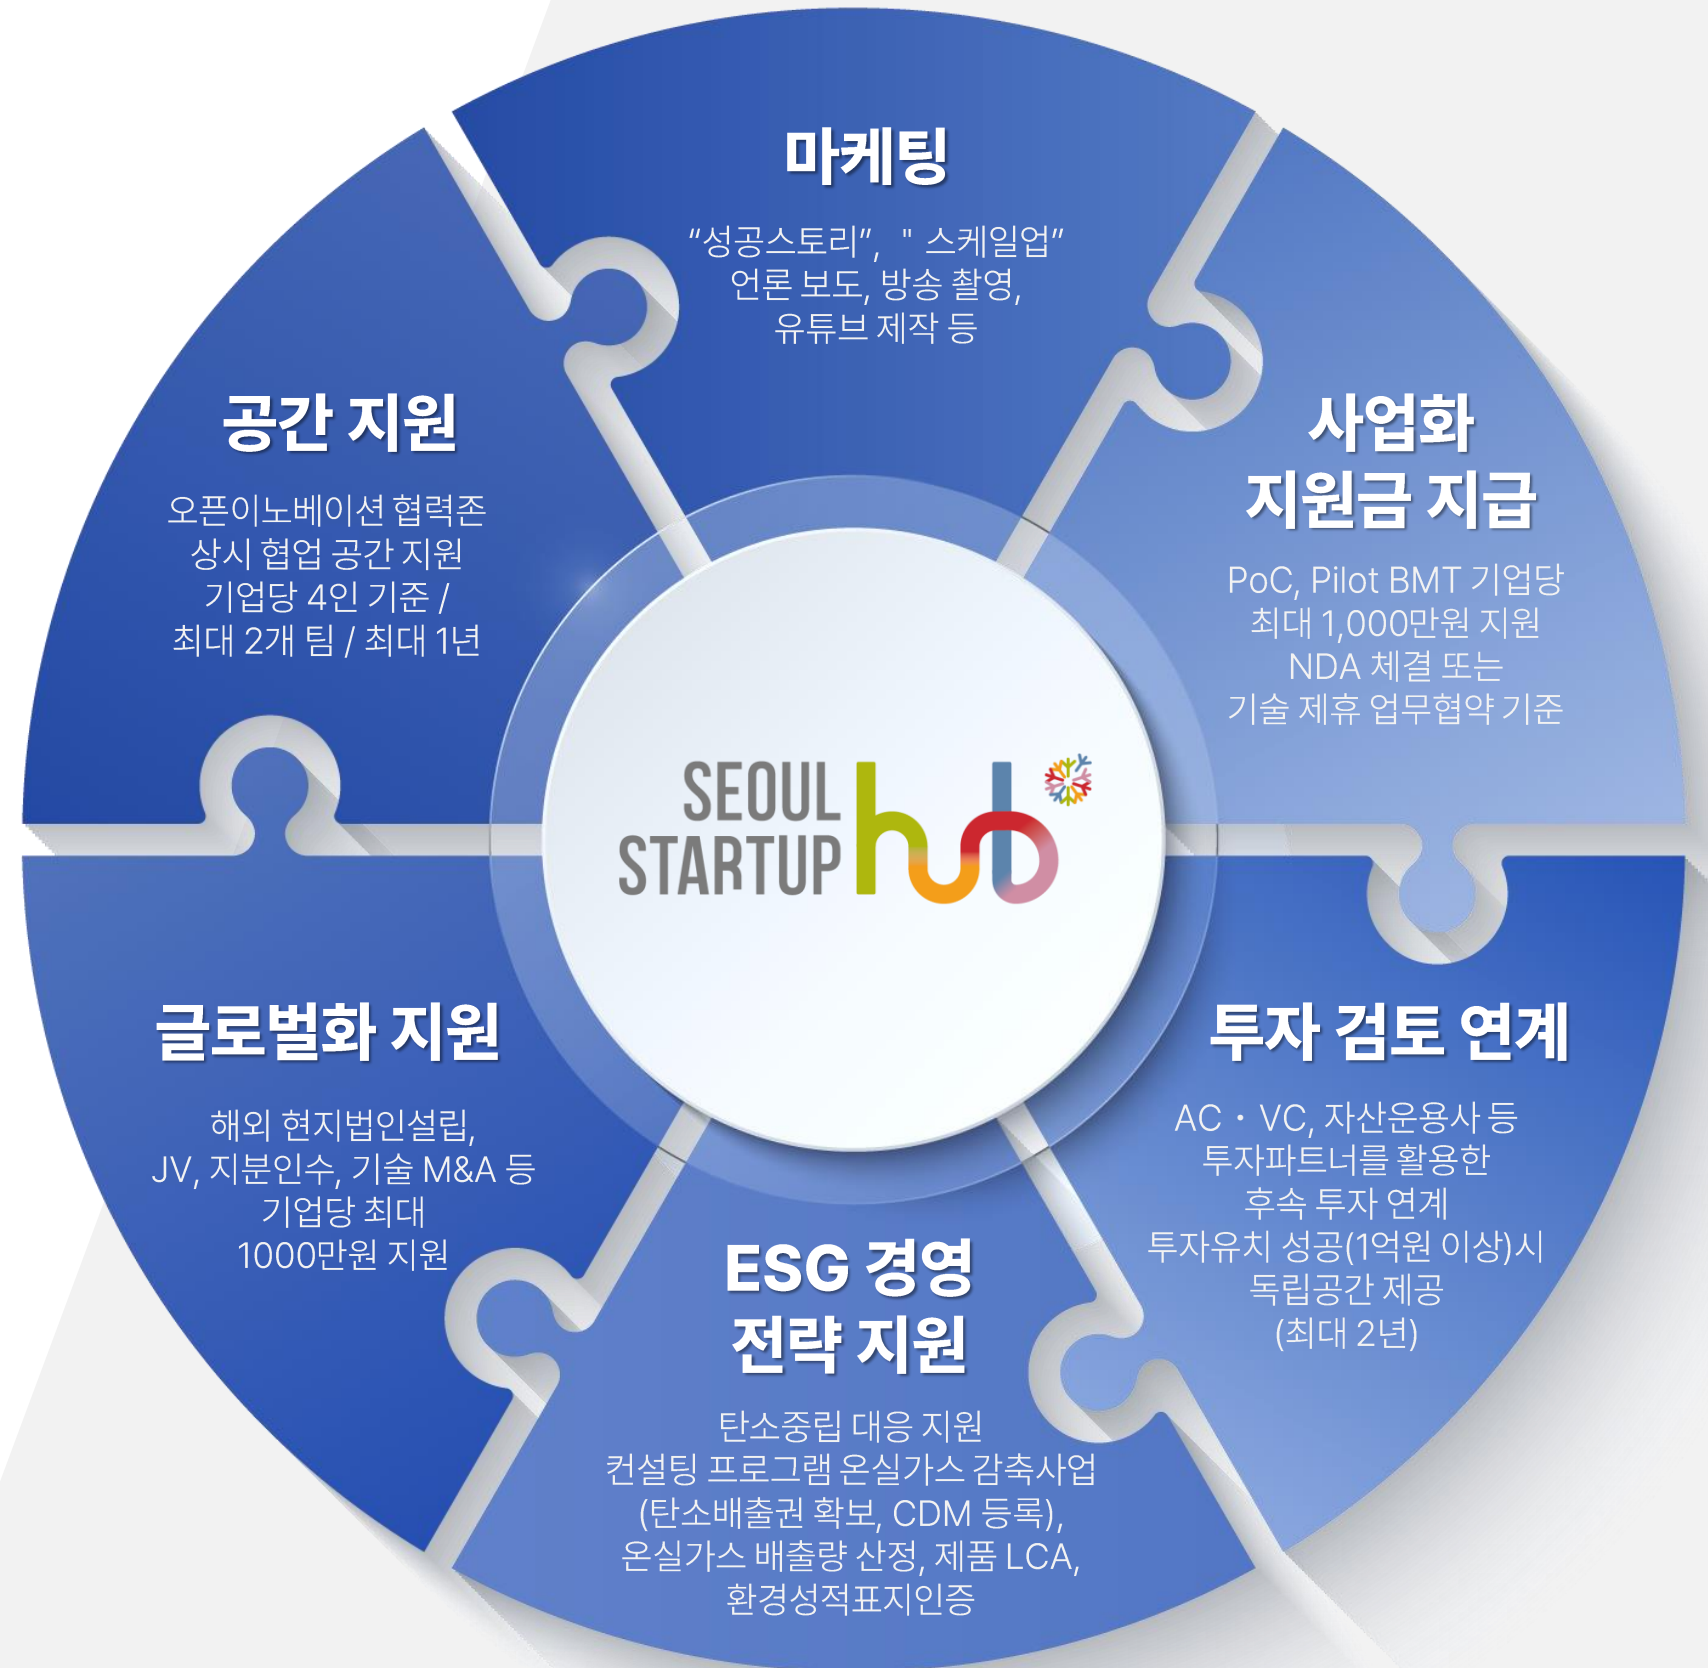 마케팅
“성공스토리”, " 스케일업”
언론 보도, 방송 촬영,
유튜브 제작 등
사업화
지원금 지급
PoC, Pilot BMT 기업당
최대 1,000만원 지원
NDA 체결 또는
기술 제휴 업무협약 기준
투자 검토 연계
AC · VC, 자산운용사 등
투자파트너를 활용한
후속 투자 연계
투자유치 성공(1억원 이상)시
독립공간 제공
(최대 2년)
ESG 경영
전략 지원
탄소중립 대응 지원
컨설팅 프로그램 온실가스 감축사업
(탄소배출권 확보, CDM 등록),
온실가스 배출량 산정, 제품 LCA,
환경성적표지인증
글로벌화 지원
해외 현지법인설립,
JV, 지분인수, 기술 M&A 등
기업당 최대
1000만원 지원
공간 지원
오픈이노베이션 협력존
상시 협업 공간 지원
기업당 4인 기준 /
최대 2개 팀 / 최대 1년
SEOUL
STARTUP hub